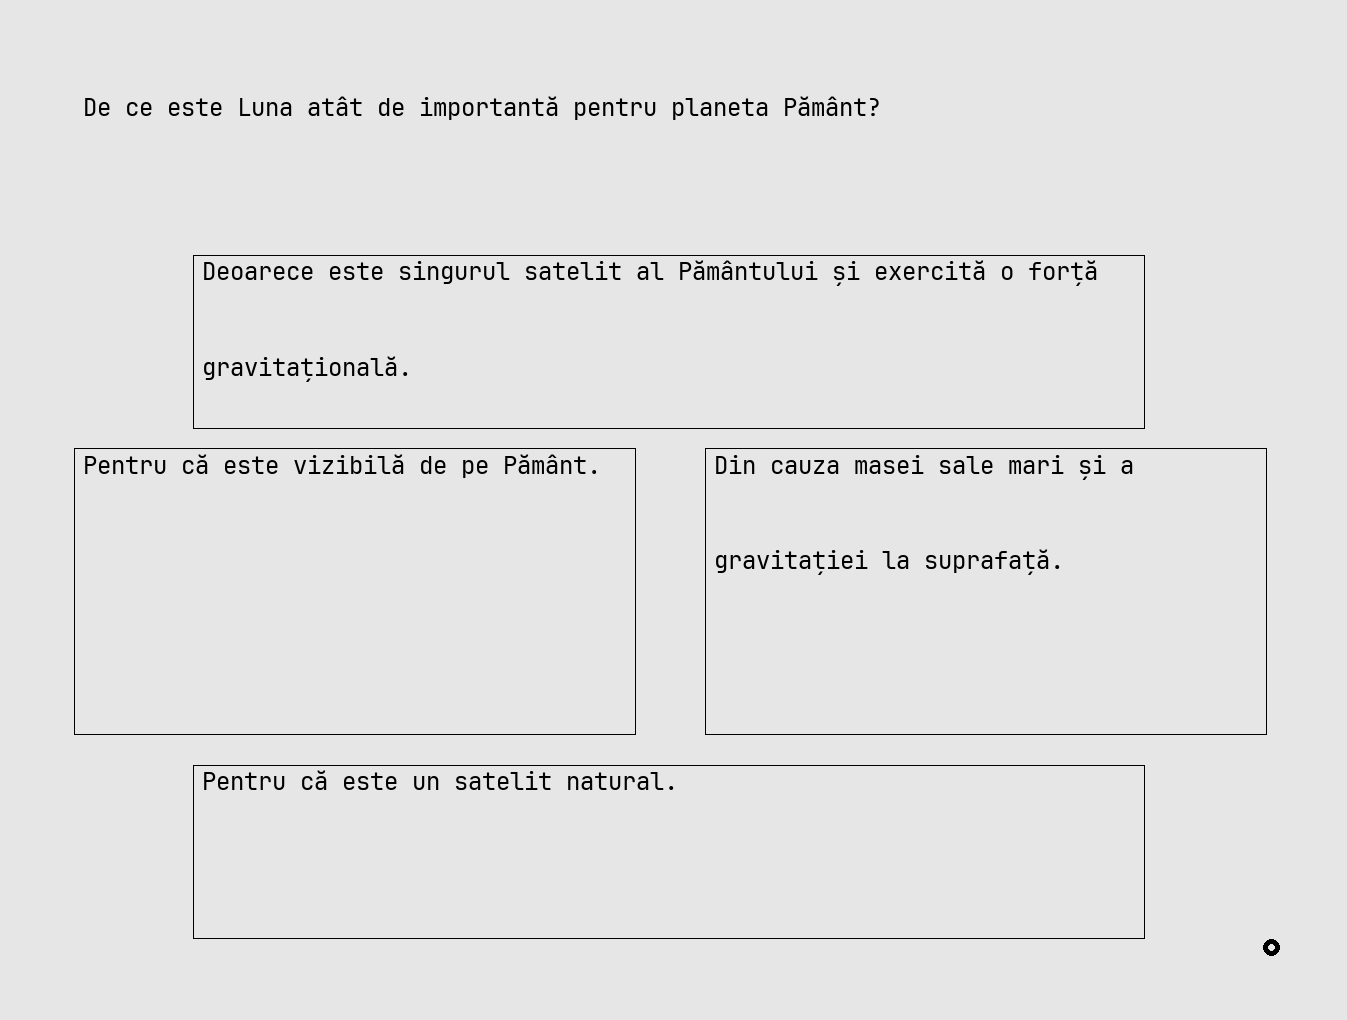 De ce este Luna atât de importantă pentru planeta Pământ?
Deoarece este singurul satelit al Pământului și exercită o forță
gravitațională.
Pentru că este vizibilă de pe Pământ.
Din cauza masei sale mari și a
gravitației la suprafață.
Pentru că este un satelit natural.